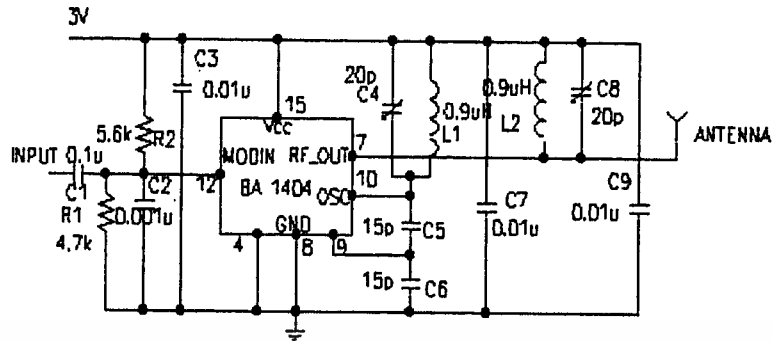 3V
C3
0.01u
20p
C4
0.9uH
L1
0.9uH
L2
C8
20p
5.6k
R2
15
VCC
7
ANTENNA
INPUT
0.1u
MODIN
RF_OUT
C1
C2
12
BA 1404
10
OSC
R1
0.001u
4.7k
GND
4
8
9
15p
C5
C7
0.01u
C9
0.01u
15p
C6